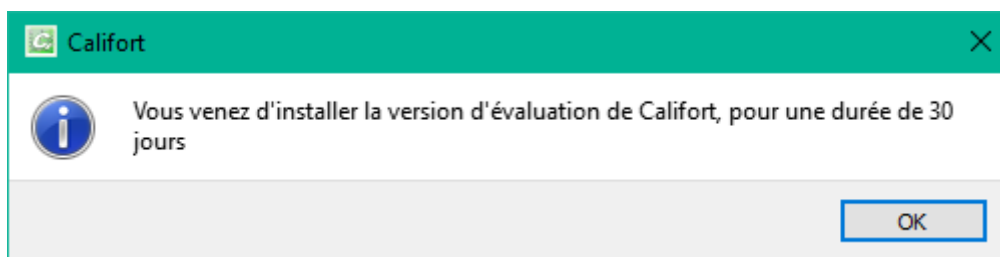 Califort
Vous venez d'installer la version d'évaluation de Califort, pour une durée de 30
jours
OK